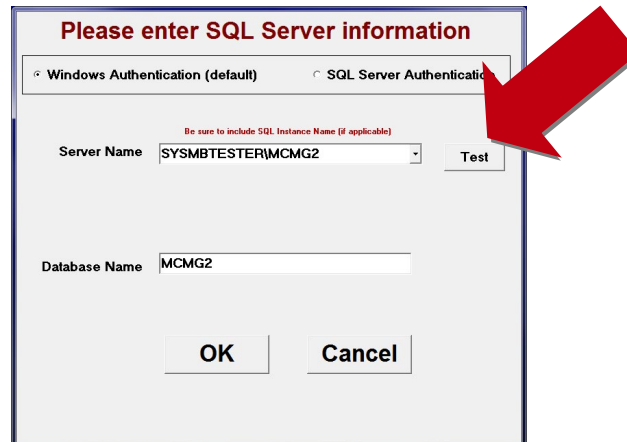 Please enter SQL Server information
Windows Authentication (default) SQL Server Authentication
Be sure to include SQL Instance Name (if applicable)
Server Name SYSMBTESTER\MCMG2 Test
Database Name MCMG2
OK Cancel